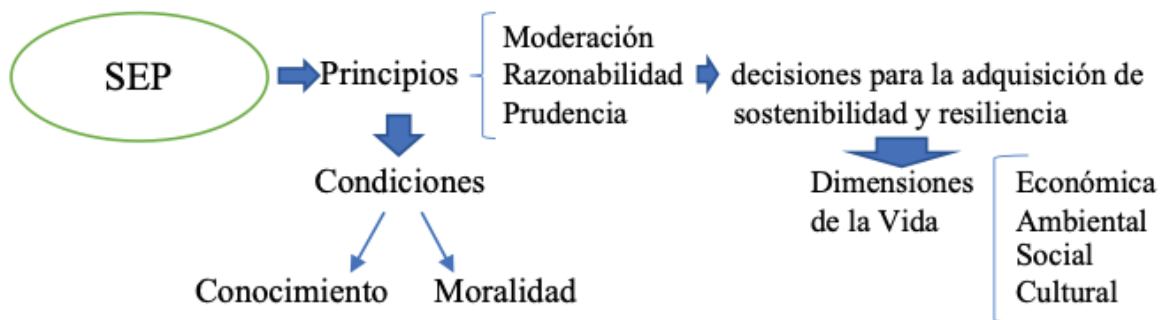 SEP
Principios
Moderación
Razonabilidad
Prudencia
decisiones para la adquisición de
sostenibilidad y resiliencia
Condiciones
Conocimiento
Moralidad
Dimensiones
de la Vida
Económica
Ambiental
Social
Cultural